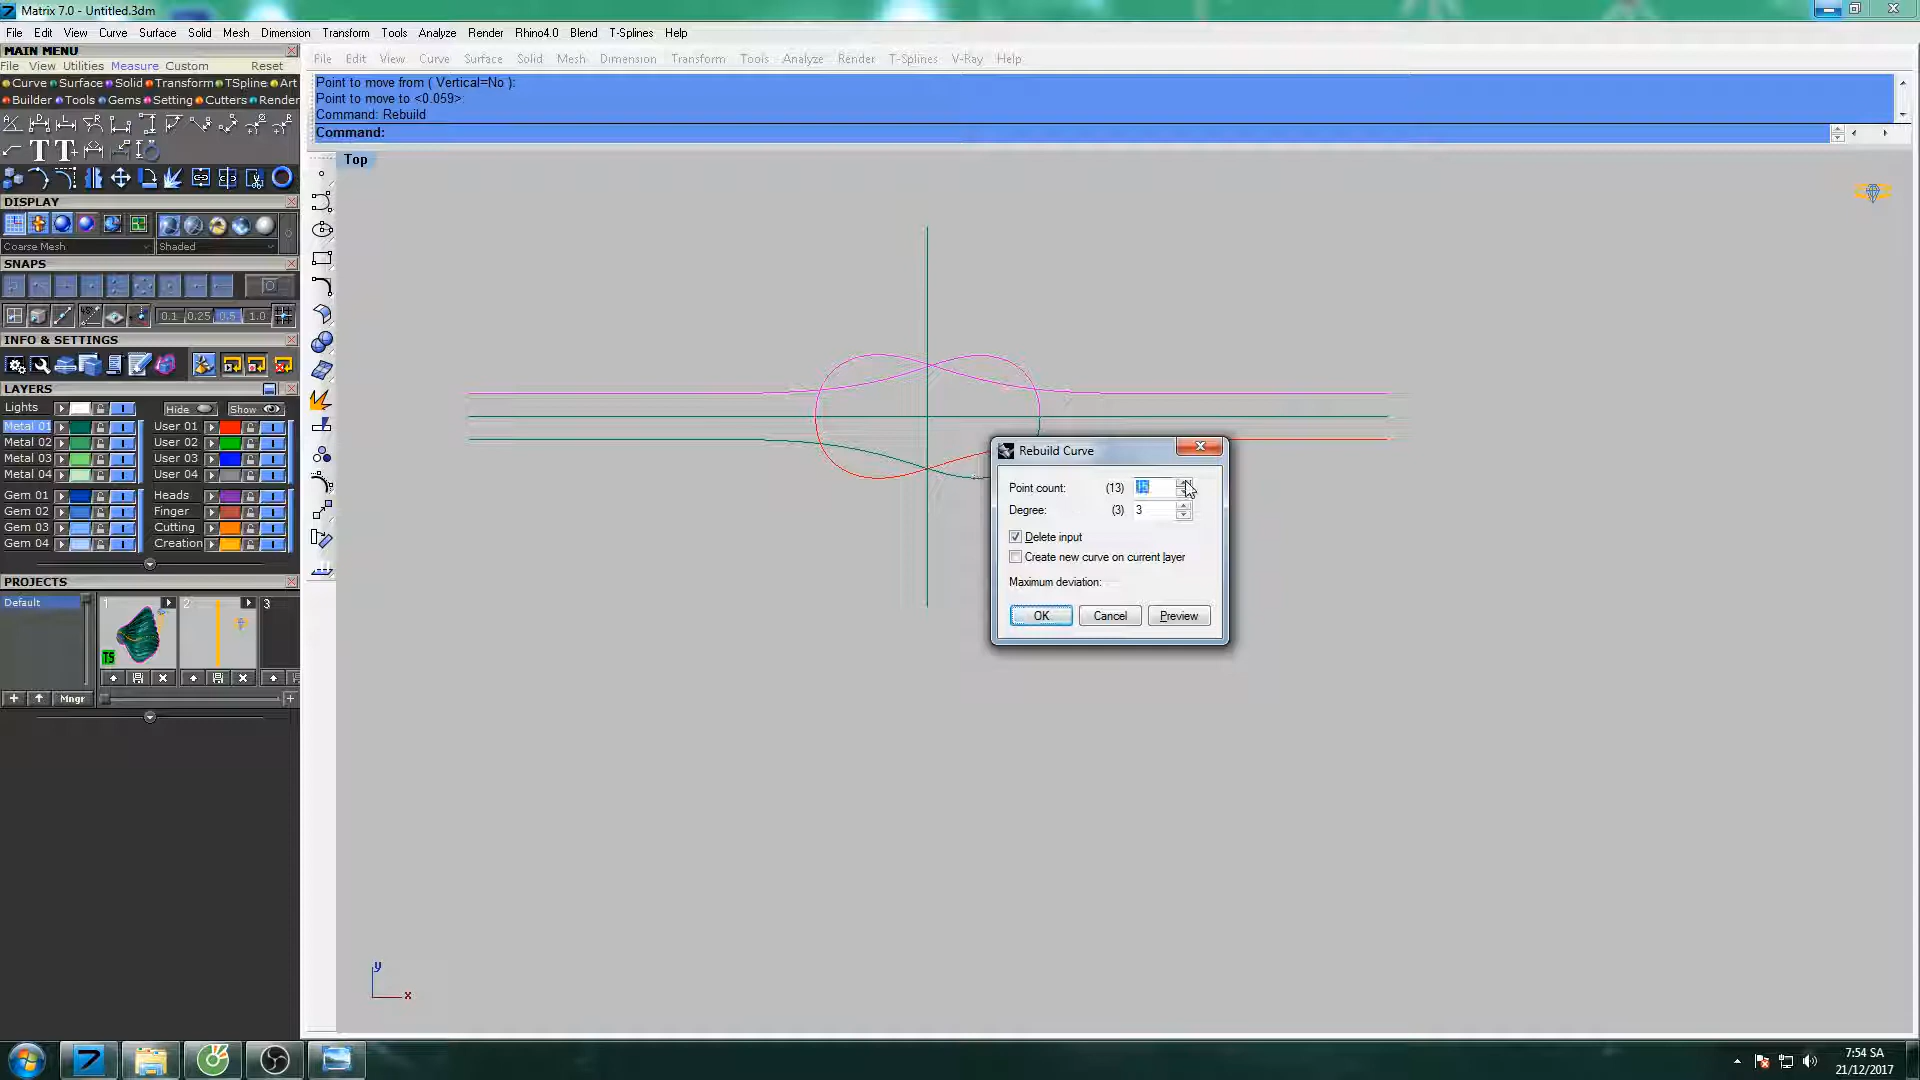 Matrix 7.0 - Untitled.3dm
File Edit View Curve Surface Solid Mesh Dimension Transform Tools Analyze Render Rhino4.0 Blend T-Splines Help
MAIN MENU
File View Utilities Measure Custom Reset
Curve Surface Solid Transform TSpline Art
Builder Tools Gems Setting Cutters Render
File Edit View Curve Surface Solid Mesh Dimension Transform Tools Analyze Render T-Splines V-Ray Help
Point to move from ( Vertical=No ):
Point to move to <0.059>
Command: Rebuild
Command:
Top
DISPLAY
Coarse Mesh Shaded
SNAPS
0.1 0.25 0.5 1.0
INFO & SETTINGS
LAYERS
Lights Hide Show
Metal 01 User 01
Metal 02 User 02
Metal 03 User 03
Metal 04 User 04
Gem 01 Heads
Gem 02 Finger
Gem 03 Cutting
Gem 04 Creation
PROJECTS
Default 1 2 3
TS
Mngr
Rebuild Curve
Point count: (13) 15
Degree: (3) 3
Delete input
Create new curve on current layer
Maximum deviation:
OK Cancel Preview
y
x
7:54 SA
21/12/2017